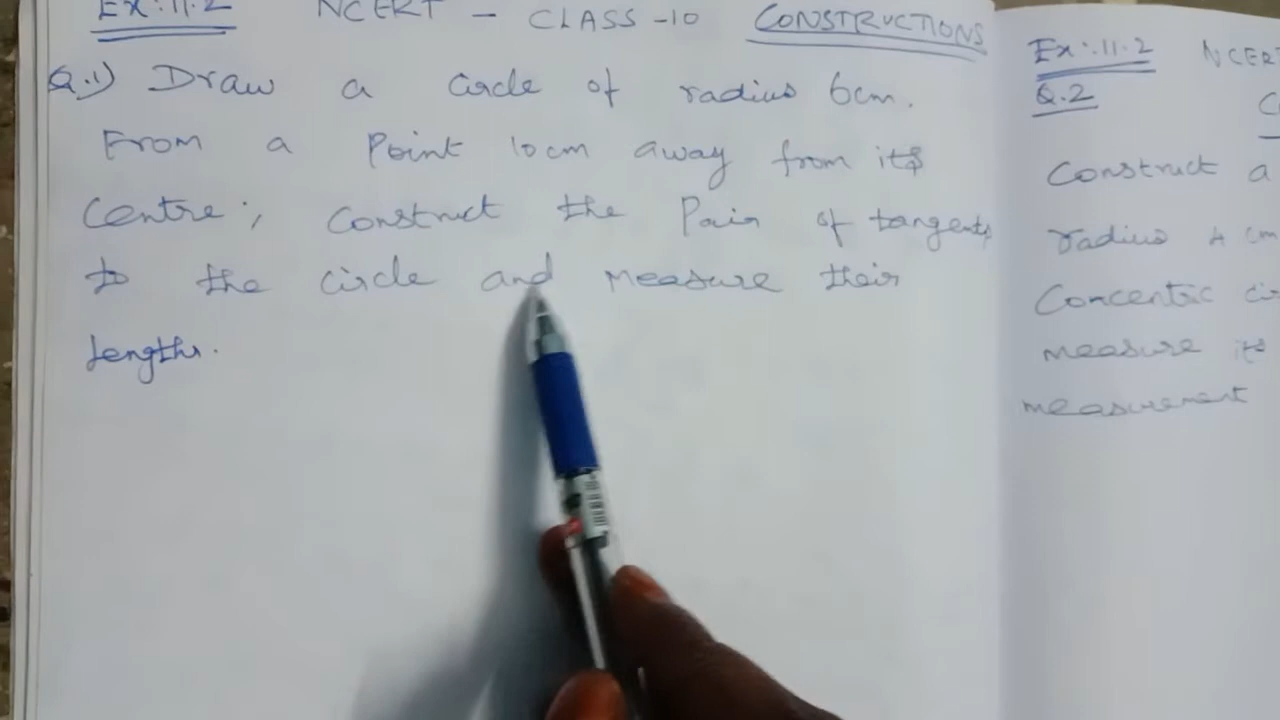 Ex:11.2 NCERT - CLASS-10 CONSTRUCTIONS
Q.1) Draw a circle of radius 6cm.
From a Point 10cm away from its
Centre, Construct the Pair of tangents
to the circle and measure their
lengths.
Ex:11.2 NCERT
Q.2
Construct a
radius 4 cm
Concentric
measure its
measurement